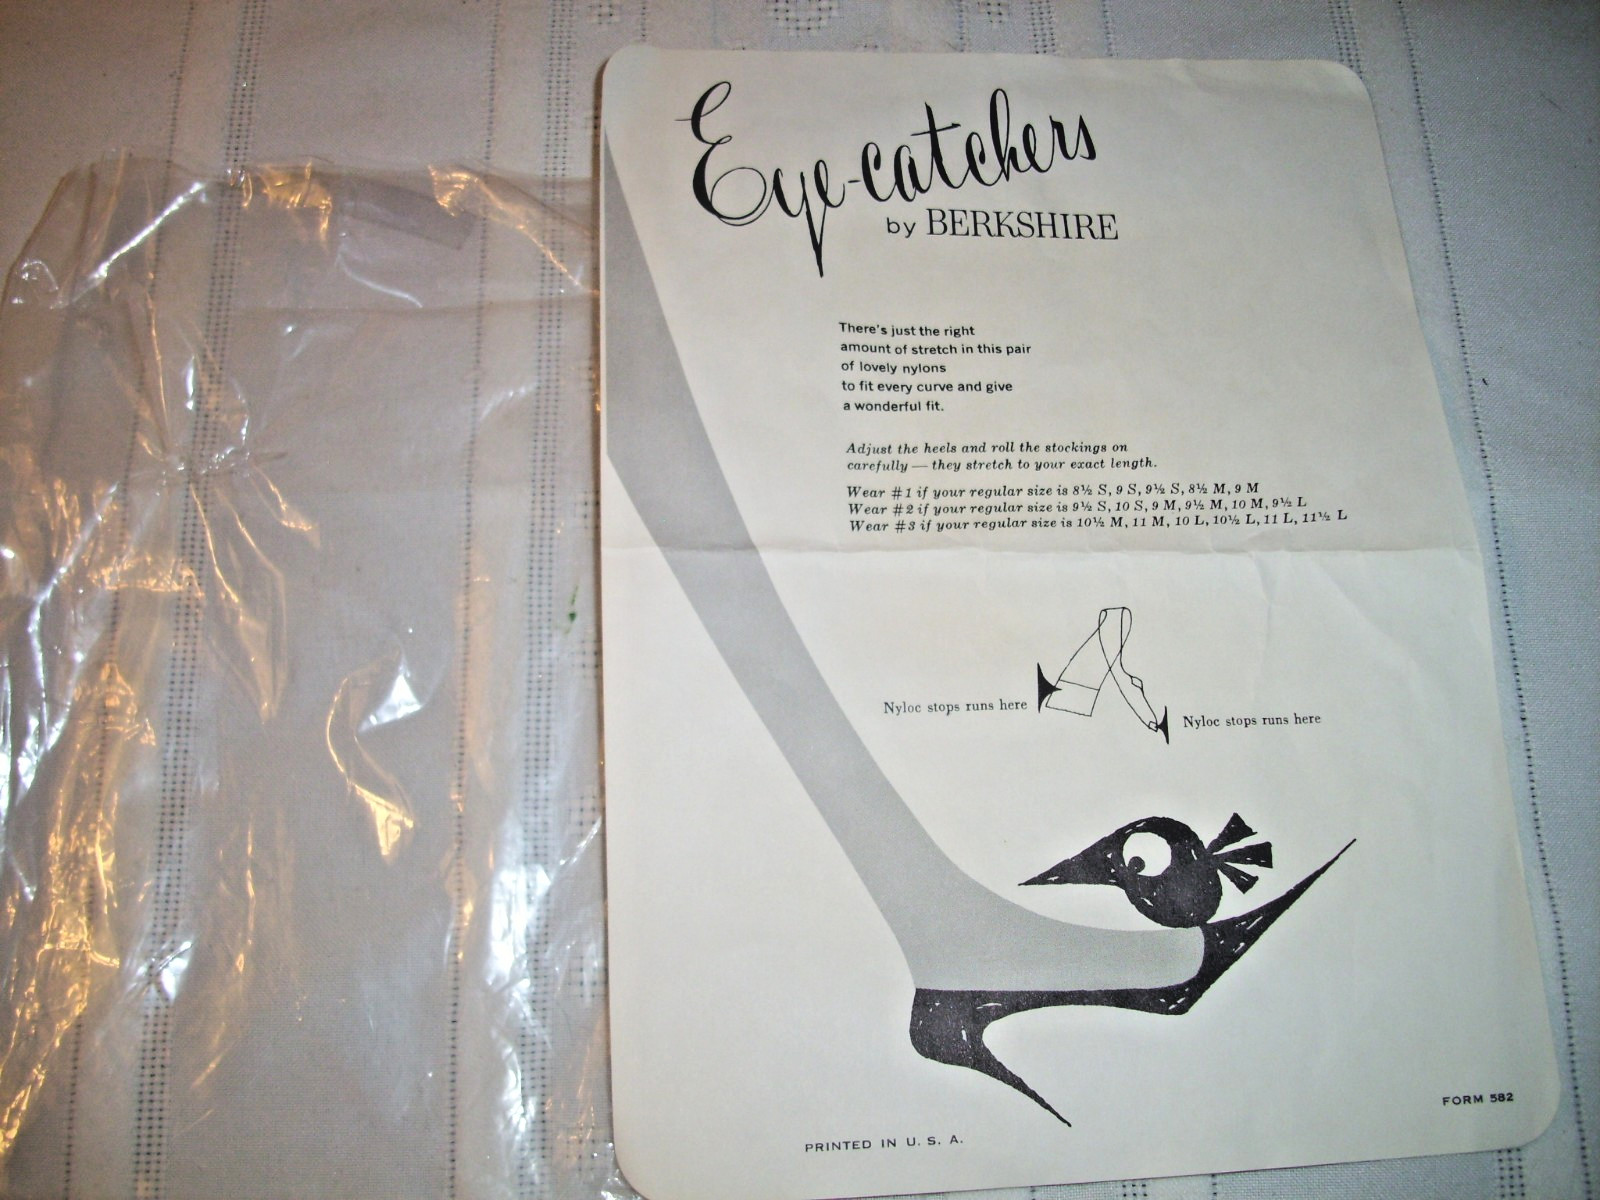 Eye-catchers
by BERKSHIRE
There's just the right
amount of stretch in this pair
of lovely nylons
to fit every curve and give
a wonderful fit.
Adjust the heels and roll the stockings on
carefully — they stretch to your exact length.
Wear #1 if your regular size is 8½ S, 9 S, 9½ S, 8½ M, 9 M
Wear #2 if your regular size is 9½ S, 10 S, 9 M, 9½ M, 10 M, 9½ L
Wear #3 if your regular size is 10½ M, 11 M, 10 L, 10½ L, 11 L, 11½ L
Nyloc stops runs here
Nyloc stops runs here
FORM 582
PRINTED IN U. S. A.